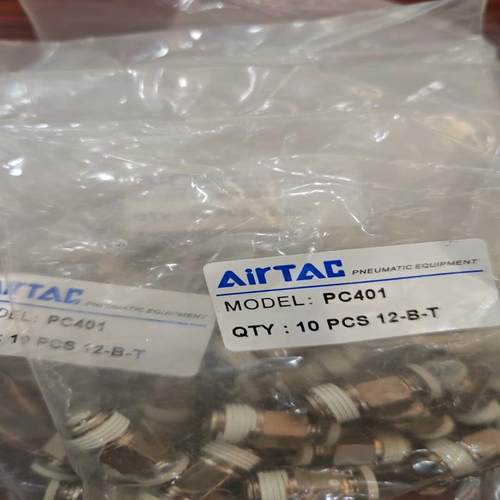 AirTAC PNEUMATIC EQUIPMENT
MODEL: PC401
QTY : 10 PCS 12-B-T
AirTAC PNEUMATIC EQUIPMENT
DEL: PC401
: 10 PCS 12-B-T